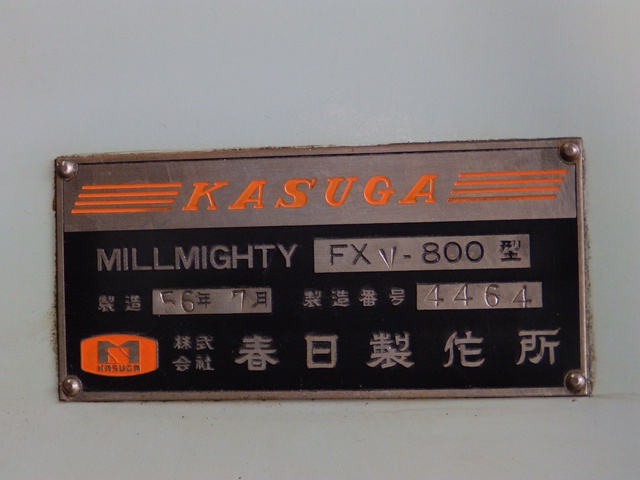 KASUGA
MILLMIGHTY FXV-800型
製造 56年 7月 製造番号 4464
KASUGA 株式会社 春日製作所